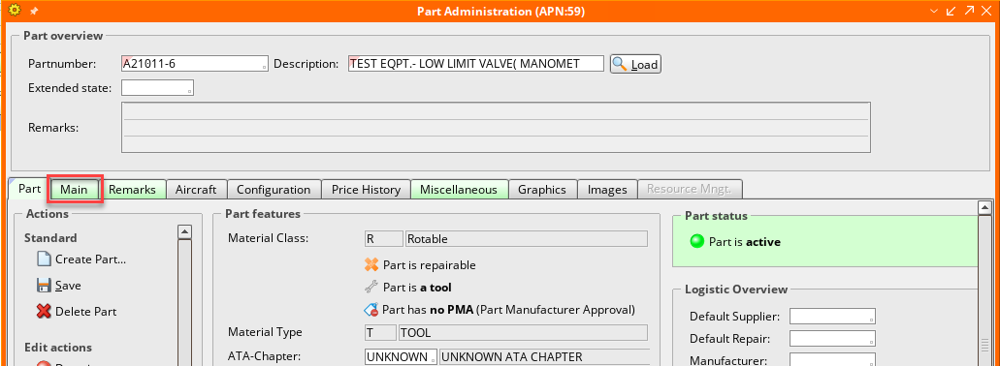 Part Administration (APN:59)
Part overview
Partnumber: A21011-6 Description: TEST EQPT.- LOW LIMIT VALVE( MANOMET Load
Extended state:
Remarks:
Part Main Remarks Aircraft Configuration Price History Miscellaneous Graphics Images Resource Mngt.
Actions
Standard
Create Part...
Save
Delete Part
Edit actions
Part features
Material Class: R Rotable
Part is repairable
Part is a tool
Part has no PMA (Part Manufacturer Approval)
Material Type T TOOL
ATA-Chapter: UNKNOWN UNKNOWN ATA CHAPTER
Part status
Part is active
Logistic Overview
Default Supplier:
Default Repair:
Manufacturer: